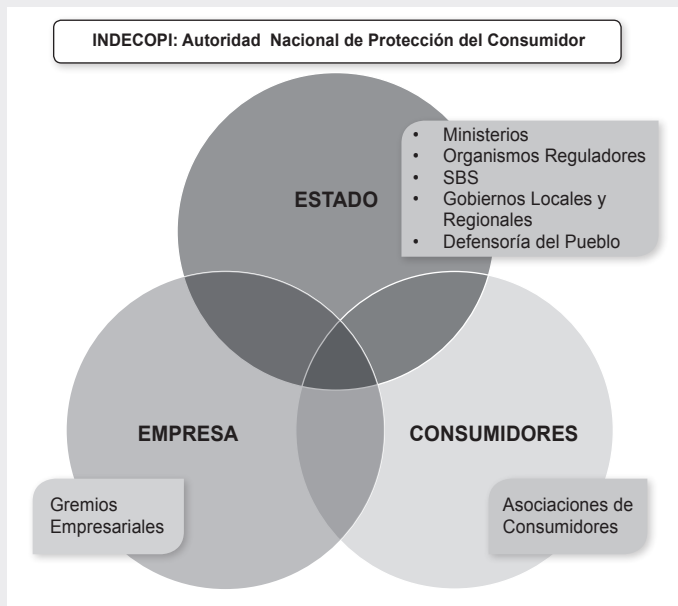 INDECOPI: Autoridad Nacional de Protección del Consumidor
ESTADO
• Ministerios
• Organismos Reguladores
• SBS
• Gobiernos Locales y
Regionales
• Defensoría del Pueblo
EMPRESA
CONSUMIDORES
Gremios
Empresariales
Asociaciones de
Consumidores